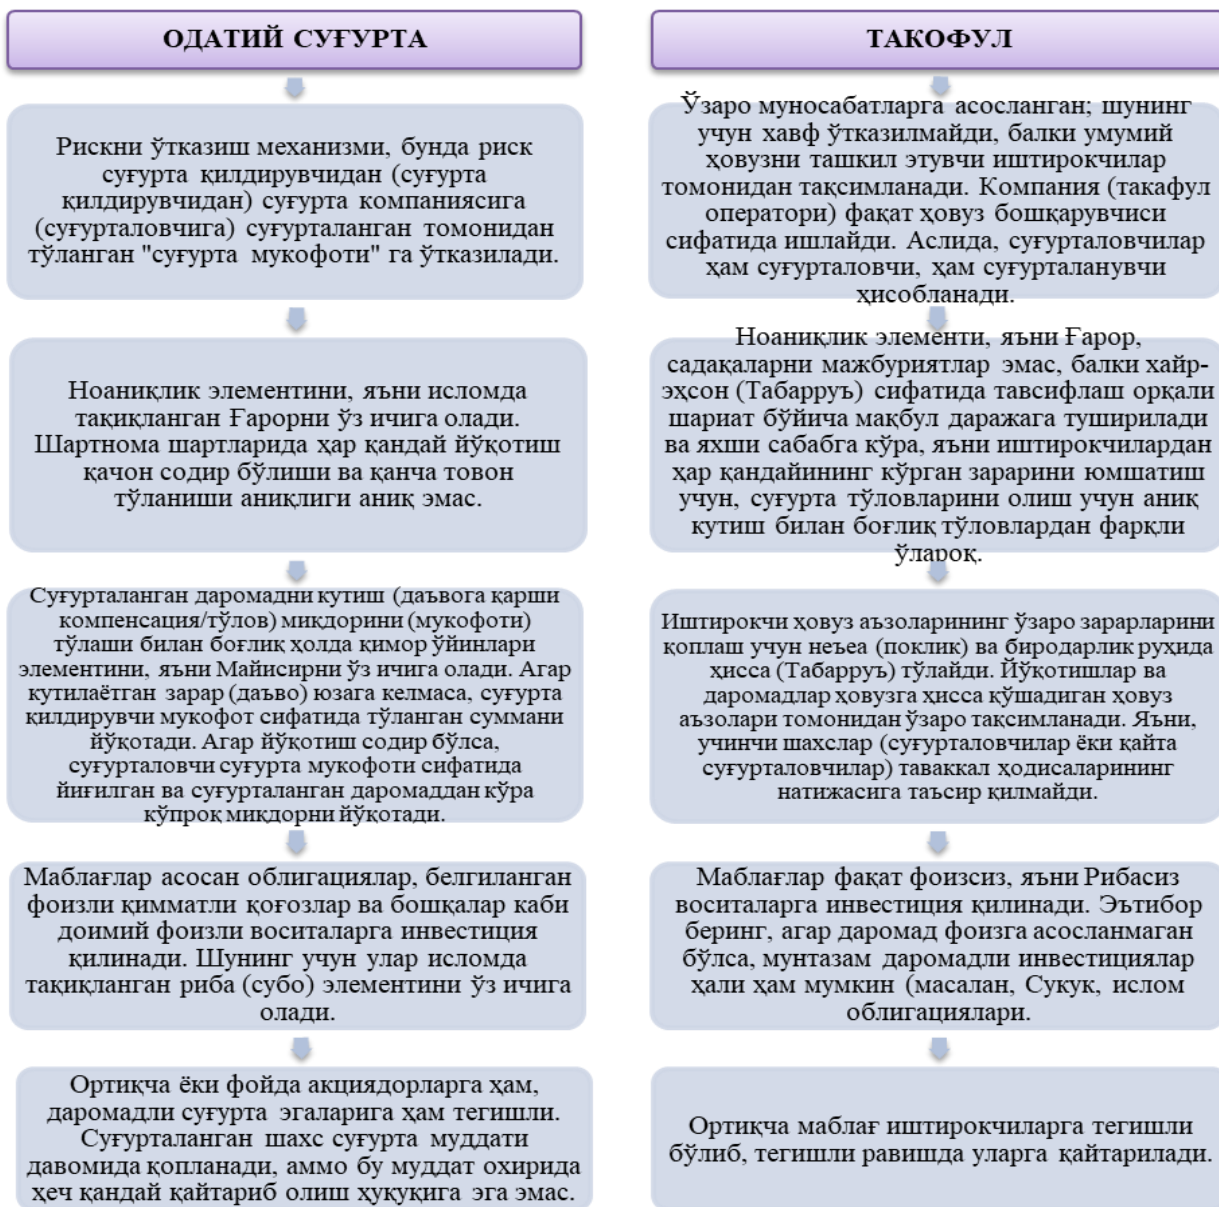 ОДАТИЙ СУҒУРТА
Рискни ўтказиш механизми, бунда риск
суғурта қилдирувчидан (суғурта
қилдирувчидан) суғурта компаниясига
(суғурталовчига) суғурталанган томонидан
тўланган "суғурта мукофоти" га ўтказилади.
Ноаниқлик элементини, яъни исломда
тақиқланган Ғарорни ўз ичига олади.
Шартнома шартларида ҳар қандай йўқотиш
қачон содир бўлиши ва қанча товон
тўланиши аниқлиги аниқ эмас.
Суғурталанган даромадни кутиш (даъвога қарши
компенсация/тўлов) миқдорини (мукофоти)
тўлаши билан боғлиқ ҳолда қимор ўйинлари
элементини, яъни Майисирни ўз ичига олади. Агар
кутилаётган зарар (даъво) юзага келмаса, суғурта
қилдирувчи мукофот сифатида тўланган суммани
йўқотади. Агар йўқотиш содир бўлса,
суғурталовчи суғурта мукофоти сифатида
йиғилган ва суғурталанган даромаддан кўра
кўпроқ миқдорни йўқотади.
Маблағлар асосан облигациялар, белгиланган
фоизли қимматли қоғозлар ва бошқалар каби
доимий фоизли воситаларга инвестиция
қилинади. Шунинг учун улар исломда
тақиқланган риба (субо) элементини ўз ичига
олади.
Ортиқча ёки фойда акциядорларга ҳам,
даромадли суғурта эгаларига ҳам тегишли.
Суғурталанган шахс суғурта муддати
давомида қопланади, аммо бу муддат охирида
ҳеч қандай қайтариб олиш ҳуқуқига эга эмас.
ТАКОФУЛ
Ўзаро муносабатларга асосланган; шунинг
учун хавф ўтказилмайди, балки умумий
ҳовузни ташкил этувчи иштирокчилар
томонидан тақсимланади. Компания (такафул
оператори) фақат ҳовуз бошқарувчиси
сифатида ишлайди. Аслида, суғурталовчилар
ҳам суғурталовчи, ҳам суғурталанувчи
ҳисобланади.
Ноаниқлик элементи, яъни Ғарор,
садақаларни мажбуриятлар эмас, балки хайр-
эҳсон (Табарруъ) сифатида тавсифлаш орқали
шариат бўйича мақбул даражага туширилади
ва яхши сабабга кўра, яъни иштирокчилардан
ҳар қандайининг кўрган зарарини юмшатиш
учун, суғурта тўловларини олиш учун аниқ
кутиш билан боғлиқ тўловлардан фарқли
ўлароқ.
Иштирокчи ҳовуз аъзоларининг ўзаро зарарларини
қоплаш учун неъеа (поклик) ва биродарлик руҳида
ҳисса (Табарруъ) тўлайди. Йўқотишлар ва
даромадлар ҳовузга ҳисса қўшадиган ҳовуз
аъзолари томонидан ўзаро тақсимланади. Яъни,
учинчи шахслар (суғурталовчилар ёки қайта
суғурталовчилар) таваккал ҳодисаларининг
натижасига таъсир қилмайди.
Маблағлар фақат фоизсиз, яъни Рибасиз
воситаларга инвестиция қилинади. Эътибор
беринг, агар даромад фоизга асосланмаган
бўлса, мунтазам даромадли инвестициялар
ҳали ҳам мумкин (масалан, Сукук, ислом
облигациялари.
Ортиқча маблағ иштирокчиларга тегишли
бўлиб, тегишли равишда уларга қайтарилади.